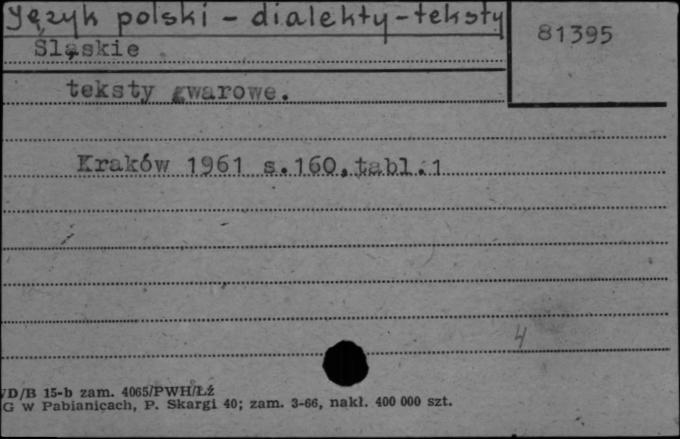 Język polski - dialekty - teksty
81395
Śląskie
teksty gwarowe.
Kraków 1961 s.160, tabl.1
4
VD/B 15-b zam. 4065/PWH/Łź
G w Pabianicach, P. Skargi 40; zam. 3-66, nakł. 400 000 szt.